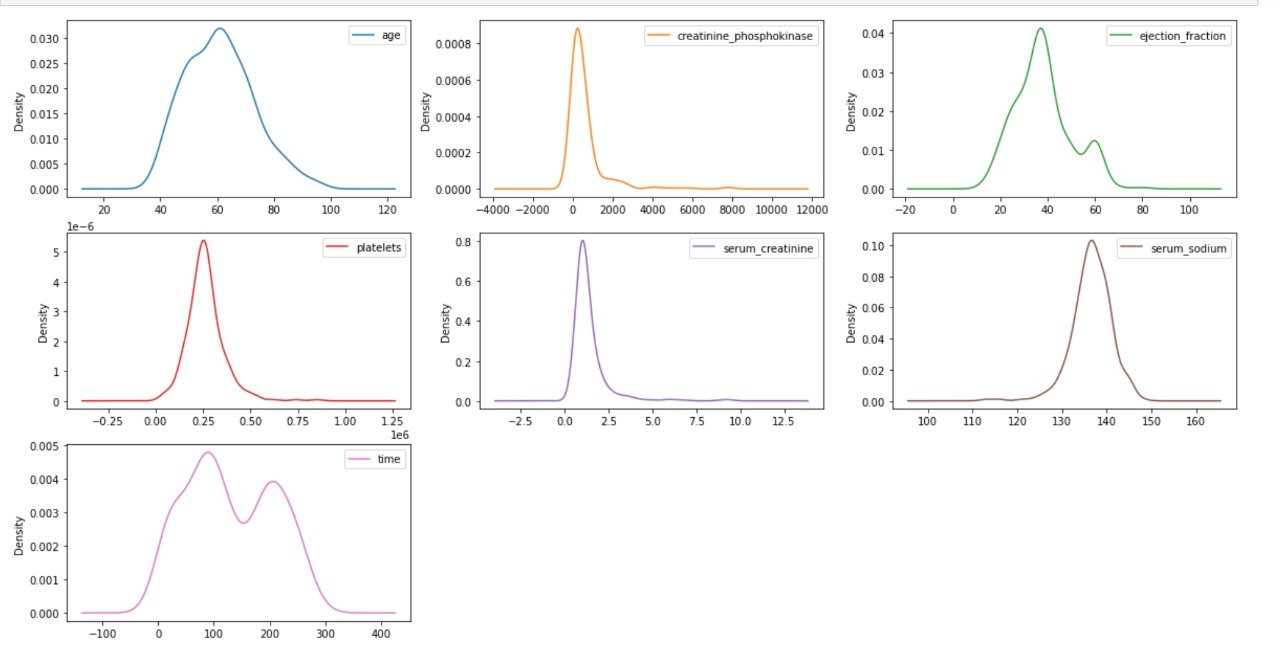 age
Density
0.030
0.025
0.020
0.015
0.010
0.005
0.000
20 40 60 80 100 120
creatinine_phosphokinase
Density
0.0008
0.0006
0.0004
0.0002
0.0000
−4000 −2000 0 2000 4000 6000 8000 10000 12000
ejection_fraction
Density
0.04
0.03
0.02
0.01
0.00
−20 0 20 40 60 80 100
1e−6
platelets
Density
5
4
3
2
1
0
−0.25 0.00 0.25 0.50 0.75 1.00 1.25
1e6
serum_creatinine
Density
0.8
0.6
0.4
0.2
0.0
−2.5 0.0 2.5 5.0 7.5 10.0 12.5
serum_sodium
Density
0.10
0.08
0.06
0.04
0.02
0.00
100 110 120 130 140 150 160
time
Density
0.005
0.004
0.003
0.002
0.001
0.000
−100 0 100 200 300 400